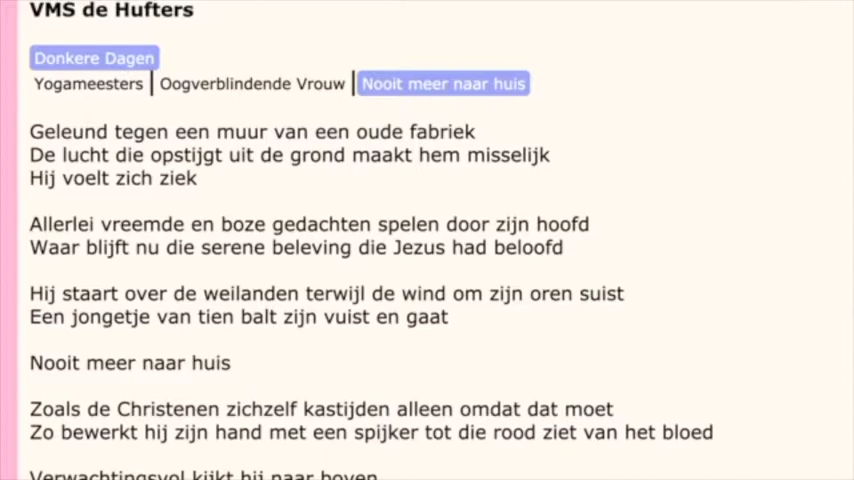 VMS de Hufters
Donkere Dagen
Yogameesters | Oogverblindende Vrouw | Nooit meer naar huis
Geleund tegen een muur van een oude fabriek
De lucht die opstijgt uit de grond maakt hem misselijk
Hij voelt zich ziek
Allerlei vreemde en boze gedachten spelen door zijn hoofd
Waar blijft nu die serene beleving die Jezus had beloofd
Hij staart over de weilanden terwijl de wind om zijn oren suist
Een jongetje van tien balt zijn vuist en gaat
Nooit meer naar huis
Zoals de Christenen zichzelf kastijden alleen omdat dat moet
Zo bewerkt hij zijn hand met een spijker tot die rood ziet van het bloed
Verwachtingsvol kijkt hij naar boven